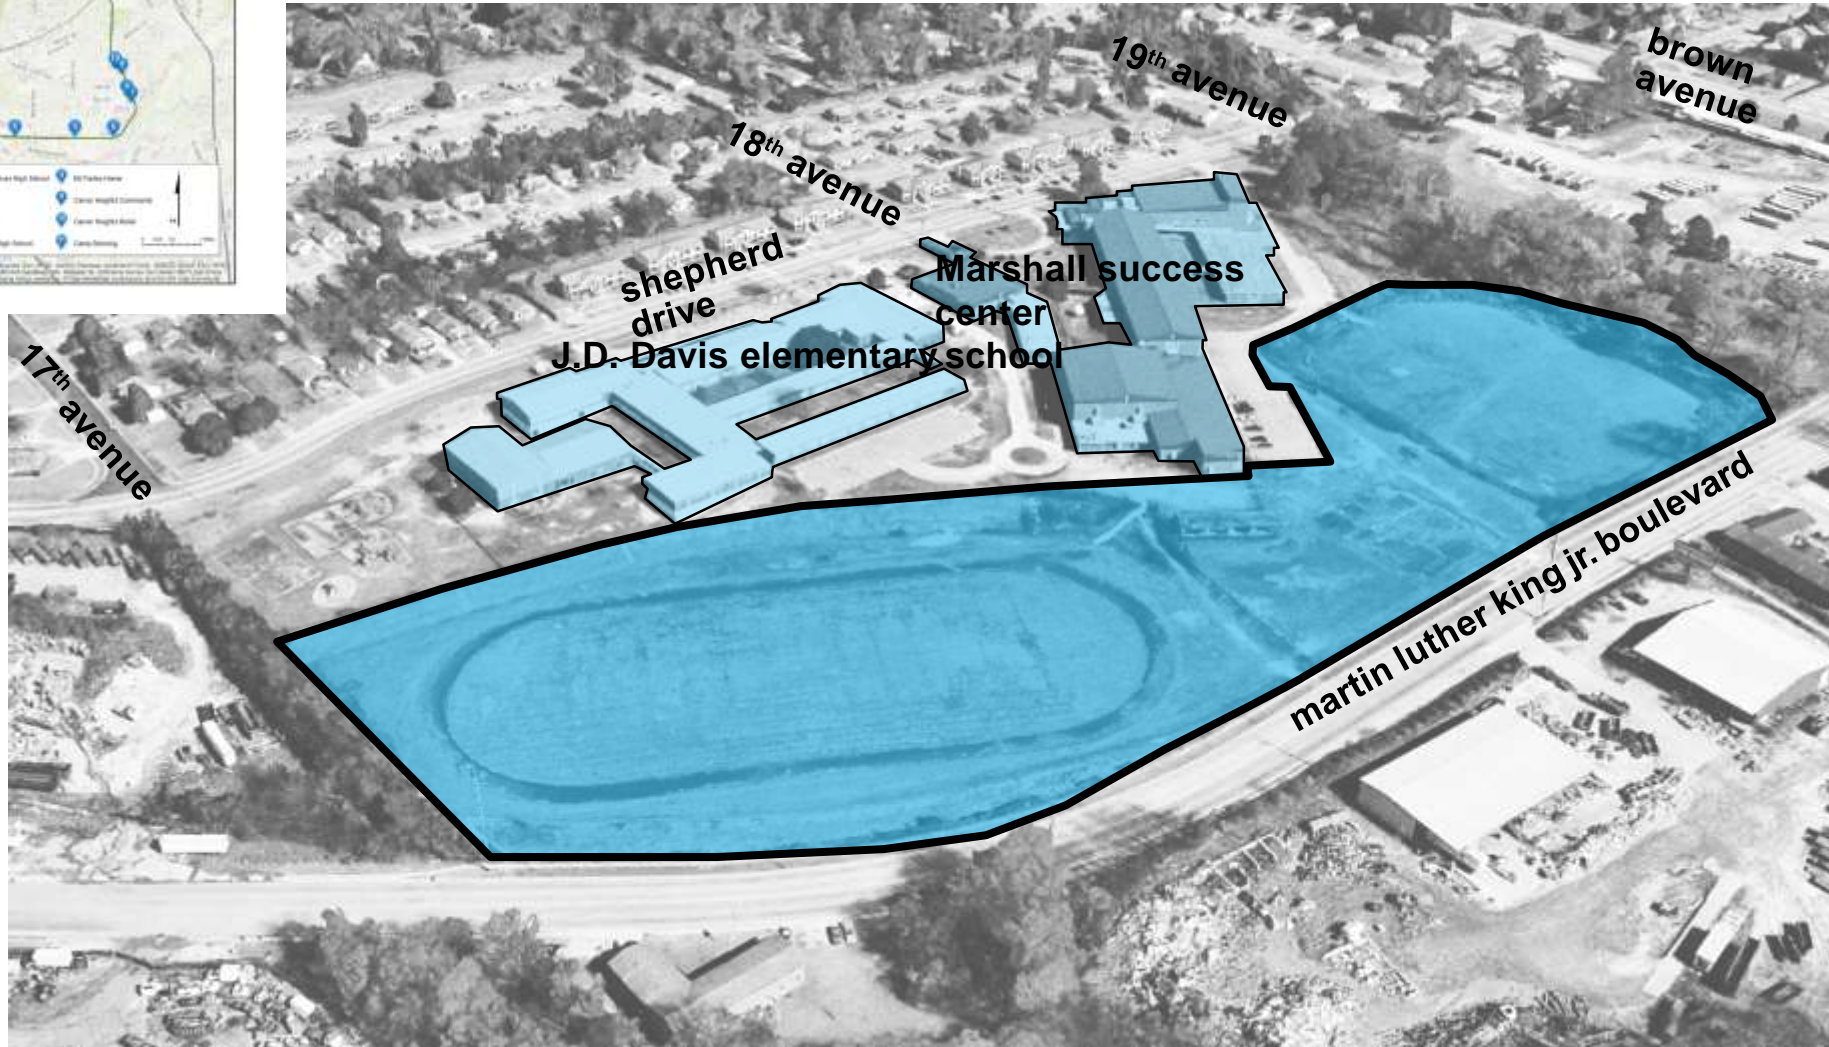 19th avenue
brown
avenue
18th avenue
shepherd
drive
Marshall success
center
J.D. Davis elementary school
17th
avenue
martin luther king jr. boulevard